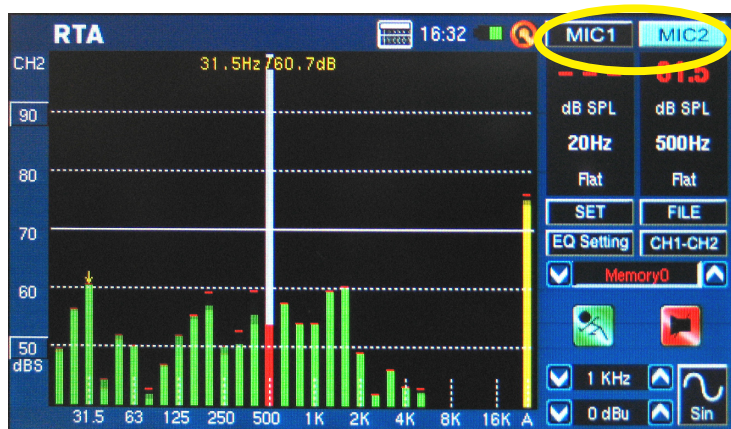 RTA 16:32 MIC1 MIC2
CH2 31.5Hz 60.7dB
90
80
70
60
50
dBS
31.5 63 125 250 500 1K 2K 4K 8K 16K A
--- 61.5
dB SPL dB SPL
20Hz 500Hz
Flat Flat
SET FILE
EQ Setting CH1-CH2
Memory0
1 KHz
0 dBu Sin